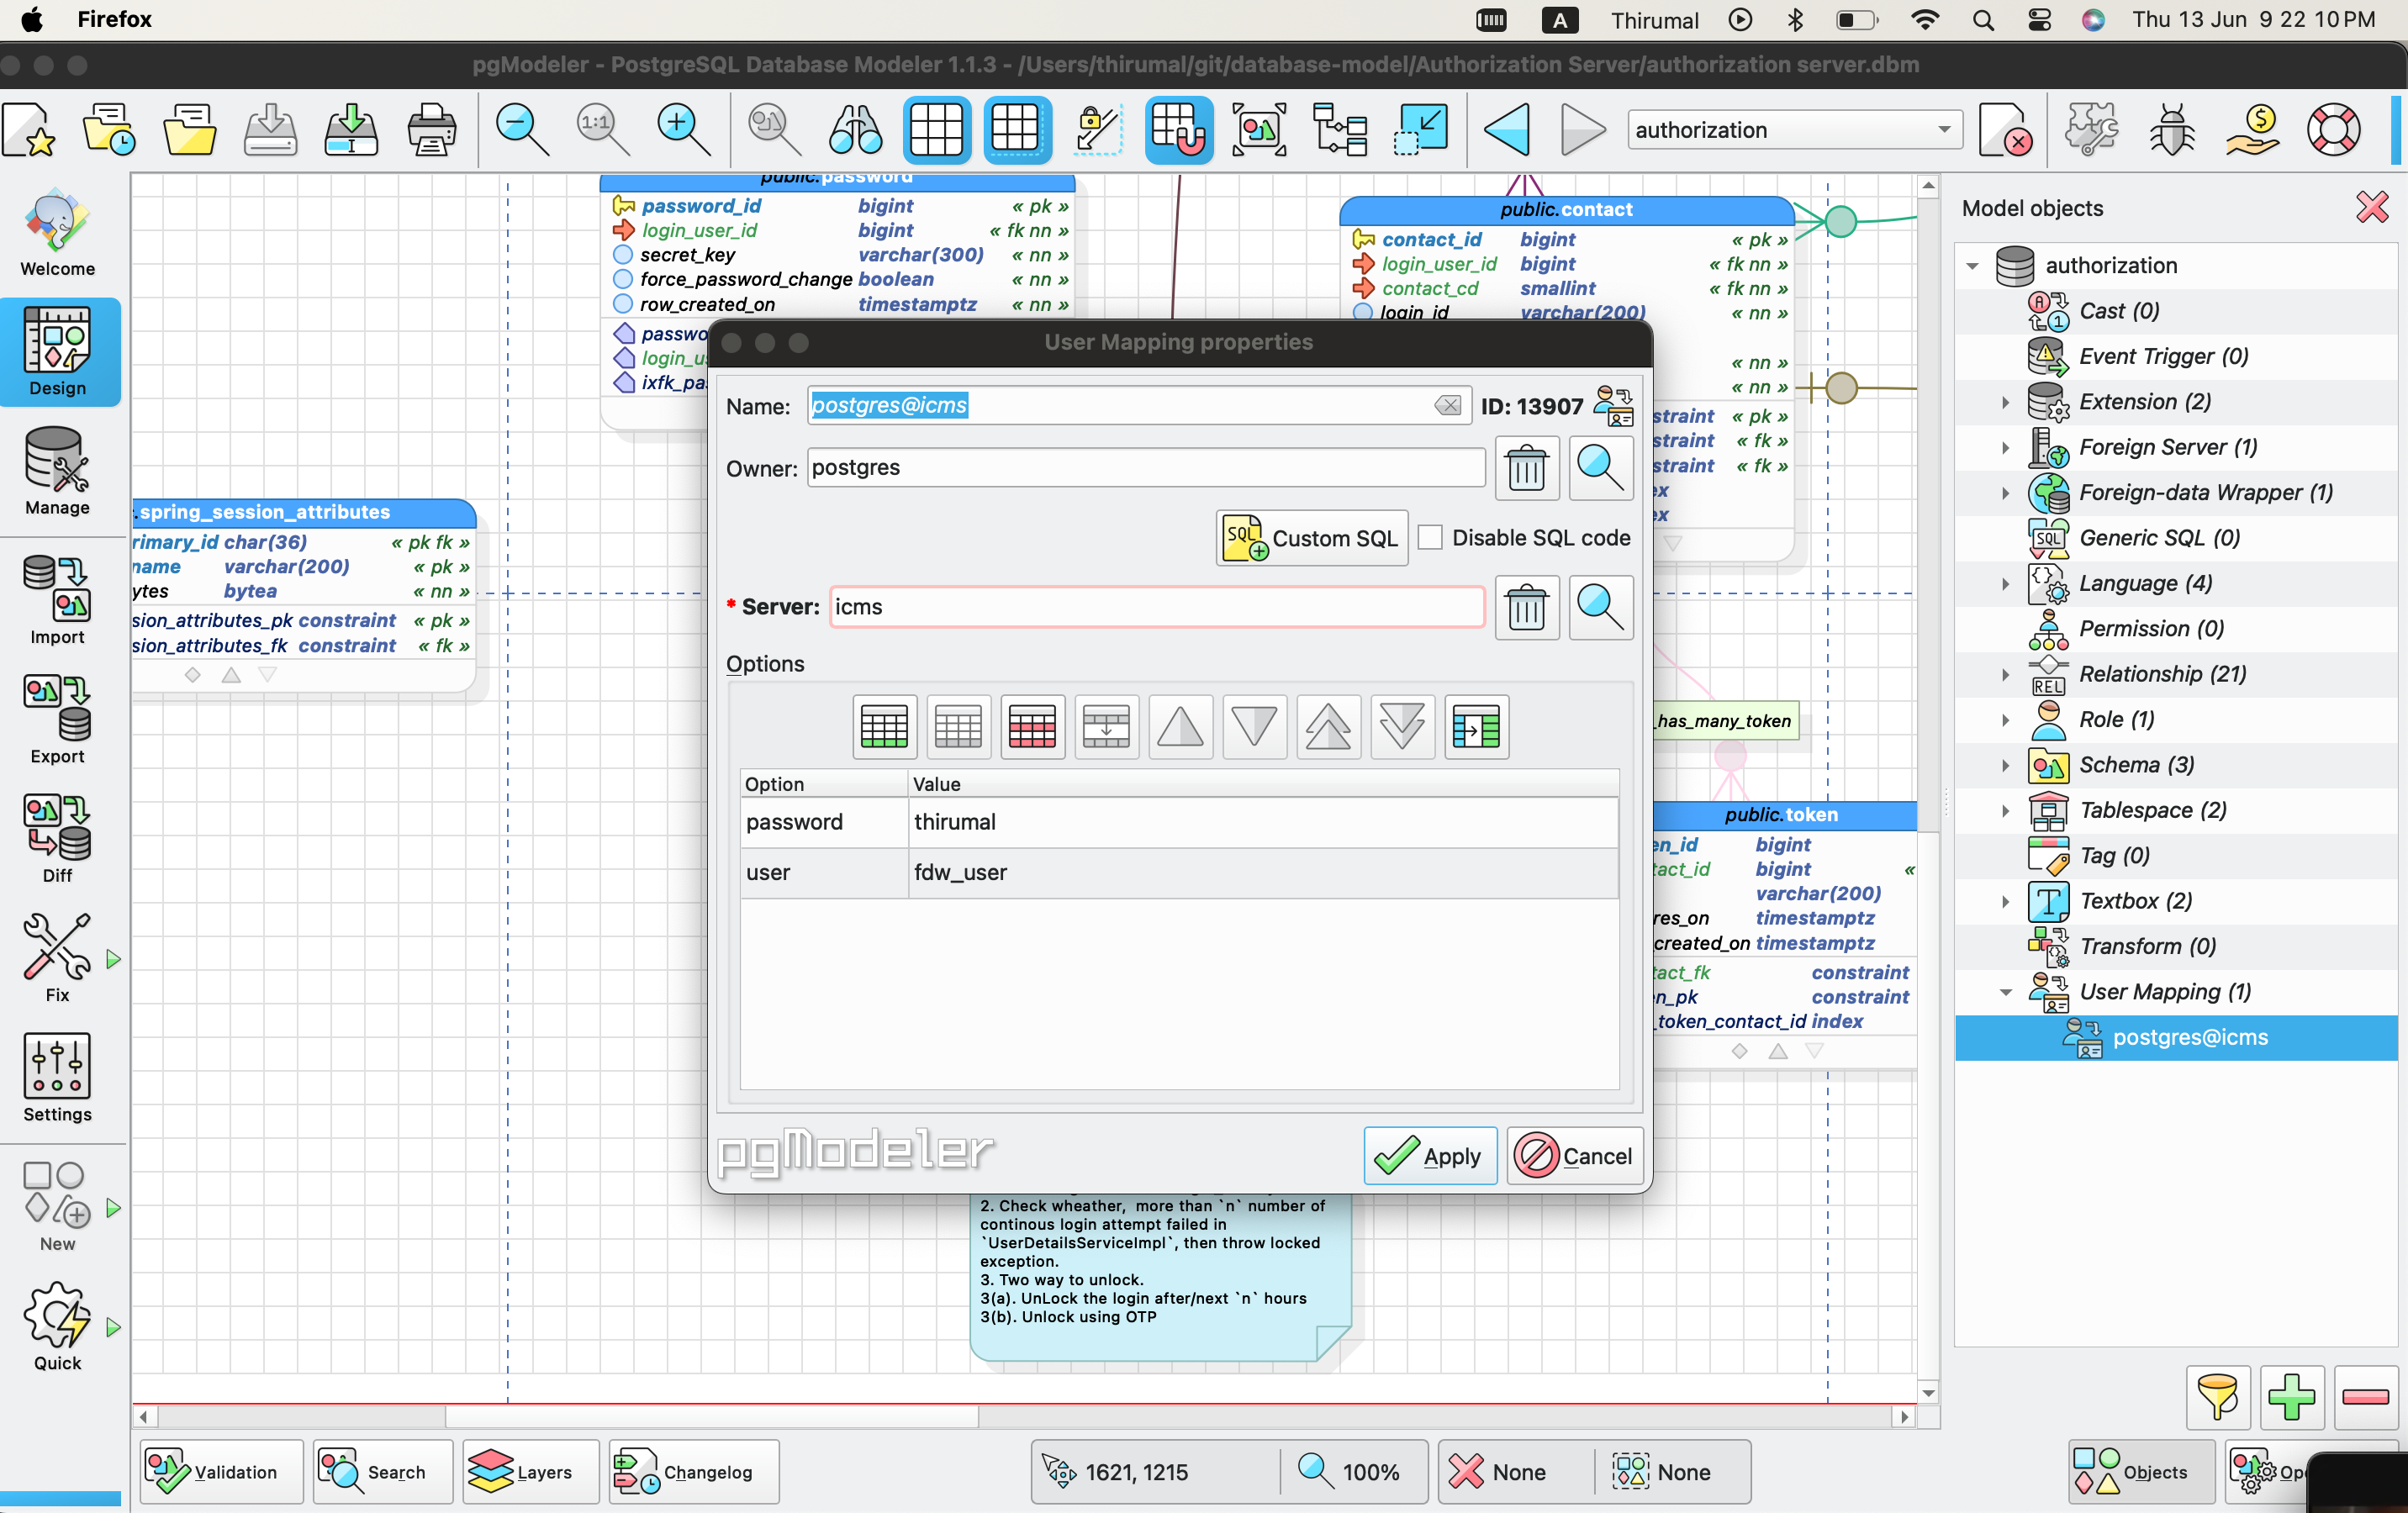 Firefox
A
Thirumal
Thu 13 Jun 9 22 10 PM
pgModeler - PostgreSQL Database Modeler 1.1.3 - /Users/thirumal/git/database-model/Authorization Server/authorization server.dbm
1:1
authorization
Welcome
Design
Manage
Import
Export
Diff
Fix
Settings
New
Quick
public.password
password_id bigint « pk »
login_user_id bigint « fk nn »
secret_key varchar(300) « nn »
force_password_change boolean « nn »
row_created_on timestamptz « nn »
passwo
login_u
ixfk_pa
.spring_session_attributes
rimary_id char(36) « pk fk »
name varchar(200) « pk »
ytes bytea « nn »
sion_attributes_pk constraint « pk »
sion_attributes_fk constraint « fk »
public.contact
contact_id bigint « pk »
login_user_id bigint « fk nn »
contact_cd smallint « fk nn »
login_id varchar(200) « nn »
« nn »
« nn »
straint « pk »
straint « fk »
straint « fk »
ex
ex
User Mapping properties
Name: postgres@icms ID: 13907
Owner: postgres
SQL Custom SQL Disable SQL code
* Server: icms
Options
Option Value
password thirumal
user fdw_user
pgModeler
Apply Cancel
_has_many_token
public.token
en_id bigint
tact_id bigint «
varchar(200)
res_on timestamptz
created_on timestamptz
tact_fk constraint
en_pk constraint
_token_contact_id index
2. Check wheather, more than `n` number of
continous login attempt failed in
`UserDetailsServiceImpl`, then throw locked
exception.
3. Two way to unlock.
3(a). UnLock the login after/next `n` hours
3(b). Unlock using OTP
Model objects
authorization
Cast (0)
Event Trigger (0)
Extension (2)
Foreign Server (1)
Foreign-data Wrapper (1)
SQL Generic SQL (0)
Language (4)
Permission (0)
REL Relationship (21)
Role (1)
Schema (3)
Tablespace (2)
Tag (0)
T Textbox (2)
Transform (0)
User Mapping (1)
postgres@icms
Validation
Search
Layers
Changelog
1621, 1215
100%
None
None
Objects
Op